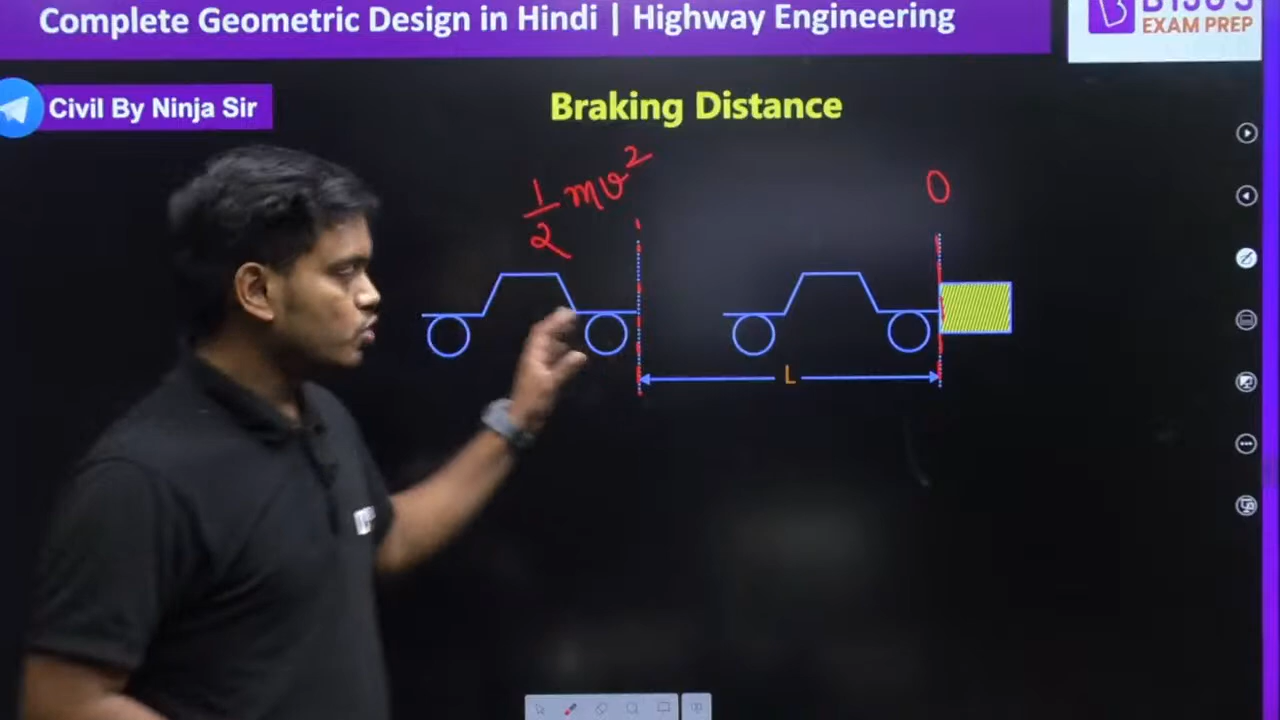 Complete Geometric Design in Hindi | Highway Engineering
BYJU'S
EXAM PREP
Civil By Ninja Sir
Braking Distance
1/2 mv²
0
L